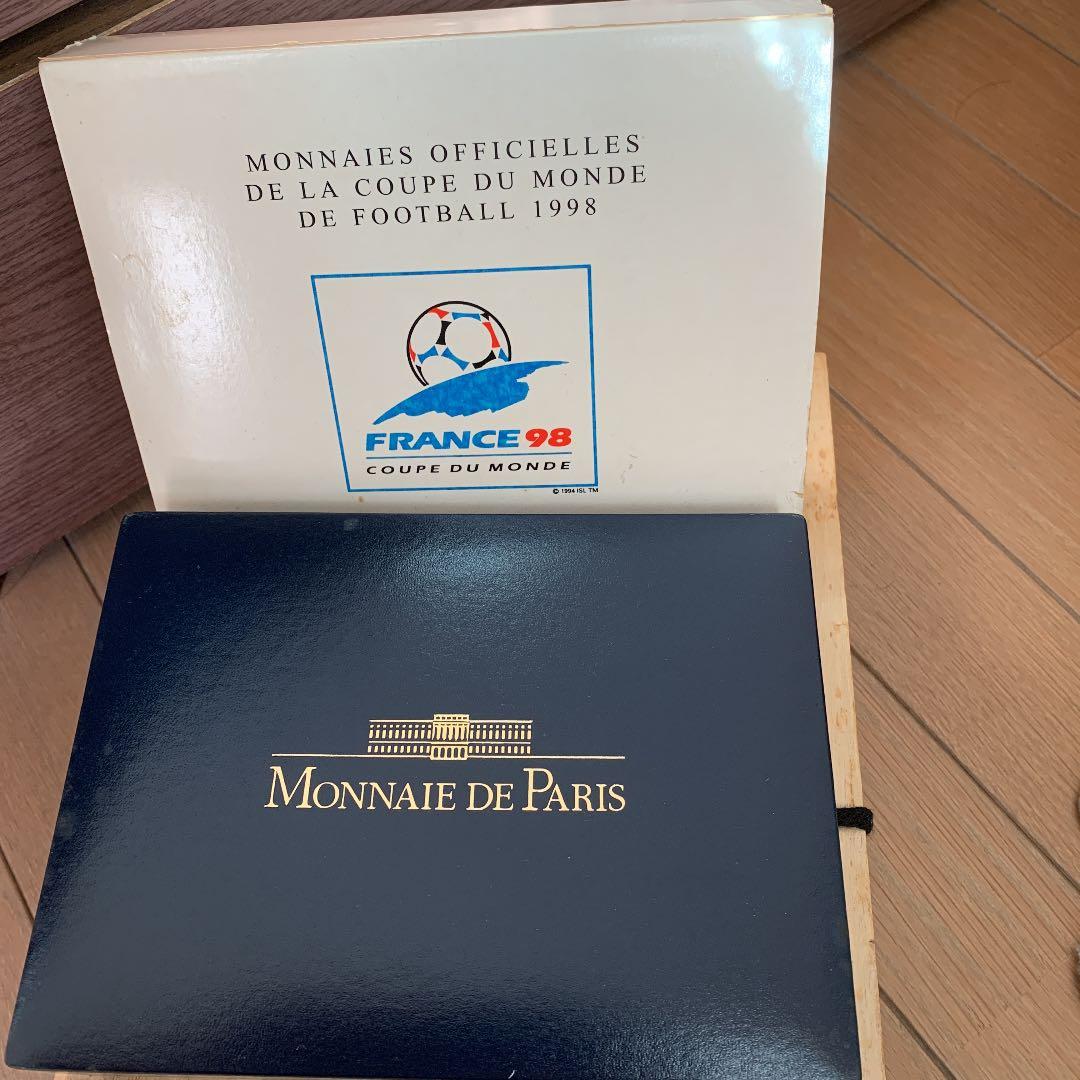 MONNAIES OFFICIELLES
DE LA COUPE DU MONDE
DE FOOTBALL 1998
FRANCE 98
COUPE DU MONDE
© 1994 ISL TM
MONNAIE DE PARIS